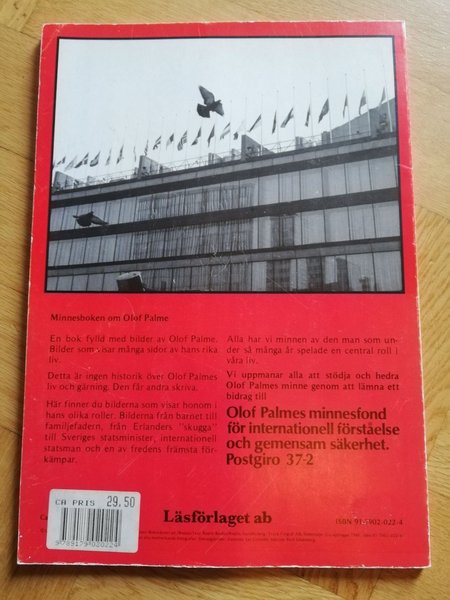 Minnesboken om Olof Palme
En bok fylld med bilder av Olof Palme.
Bilder som visar många sidor av hans rika
liv.
Detta är ingen historik över Olof Palmes
liv och gärning. Den får andra skriva.
Här finner du bilderna som visar honom i
hans olika roller. Bilderna från barnet till
familjefadern, från Erlanders "skugga"
till Sveriges statsminister, internationell
statsman och en av fredens främsta för-
kämpar.
Alla har vi minnen av den man som un-
der så många år spelade en central roll i
våra liv.
Vi uppmanar alla att stödja och hedra
Olof Palmes minne genom att lämna ett
bidrag till
Olof Palmes minnesfond
för internationell förståelse
och gemensam säkerhet.
Postgiro 37-2
CA PRIS 29,50
9789179020224
Läsförlaget ab
ISBN 91-7902-022-4